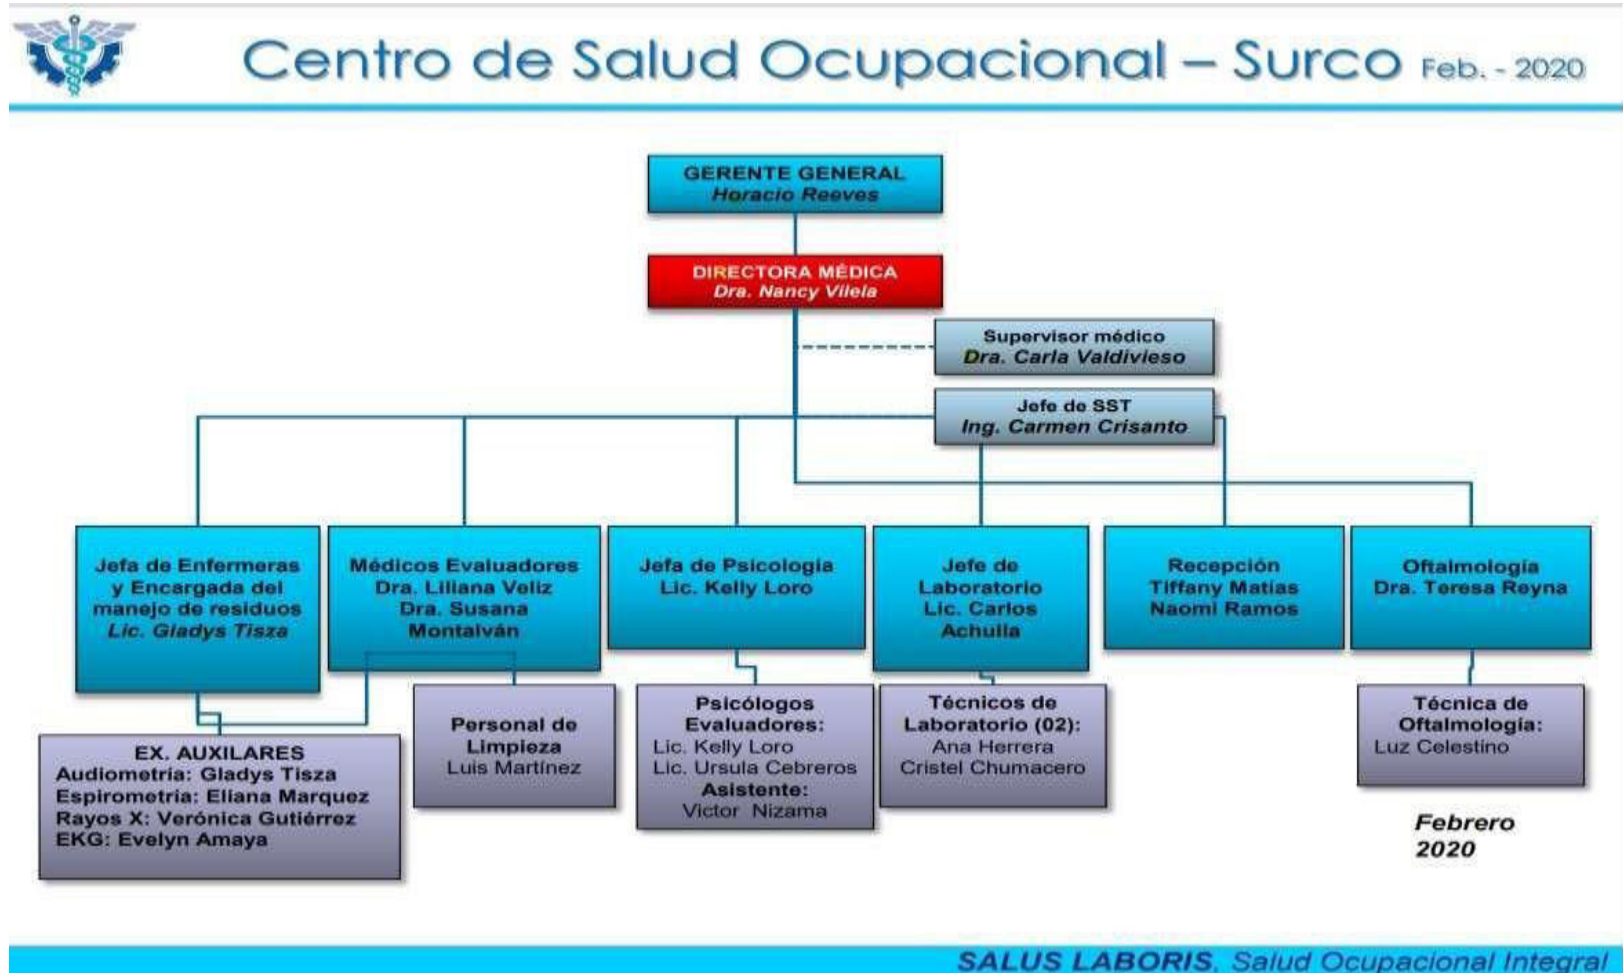 Centro de Salud Ocupacional – Surco Feb. - 2020
GERENTE GENERAL
Horacio Reeves
DIRECTORA MÉDICA
Dra. Nancy Vilela
Supervisor médico
Dra. Carla Valdivieso
Jefe de SST
Ing. Carmen Crisanto
Jefa de Enfermeras
y Encargada del
manejo de residuos
Lic. Gladys Tisza
Médicos Evaluadores
Dra. Liliana Veliz
Dra. Susana
Montalván
Jefa de Psicología
Lic. Kelly Loro
Jefe de
Laboratorio
Lic. Carlos
Achulla
Recepción
Tiffany Matías
Naomi Ramos
Oftalmología
Dra. Teresa Reyna
EX. AUXILARES
Audiometría: Gladys Tisza
Espirometría: Eliana Marquez
Rayos X: Verónica Gutiérrez
EKG: Evelyn Amaya
Personal de
Limpieza
Luis Martínez
Psicólogos
Evaluadores:
Lic. Kelly Loro
Lic. Ursula Cebreros
Asistente:
Victor Nizama
Técnicos de
Laboratorio (02):
Ana Herrera
Cristel Chumacero
Técnica de
Oftalmología:
Luz Celestino
Febrero
2020
SALUS LABORIS, Salud Ocupacional Integral